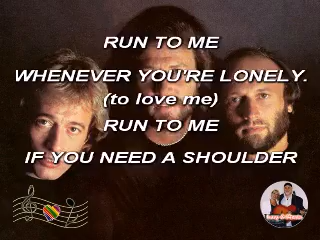 RUN TO ME
WHENEVER YOU'RE LONELY.
(to love me)
RUN TO ME
IF YOU NEED A SHOULDER